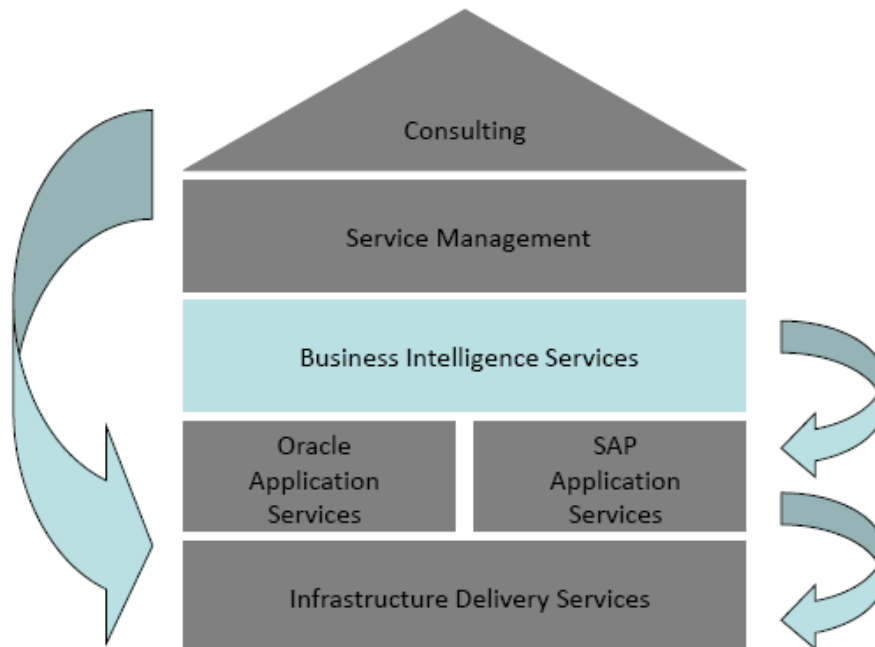 Consulting
Service Management
Business Intelligence Services
Oracle
Application
Services
SAP
Application
Services
Infrastructure Delivery Services